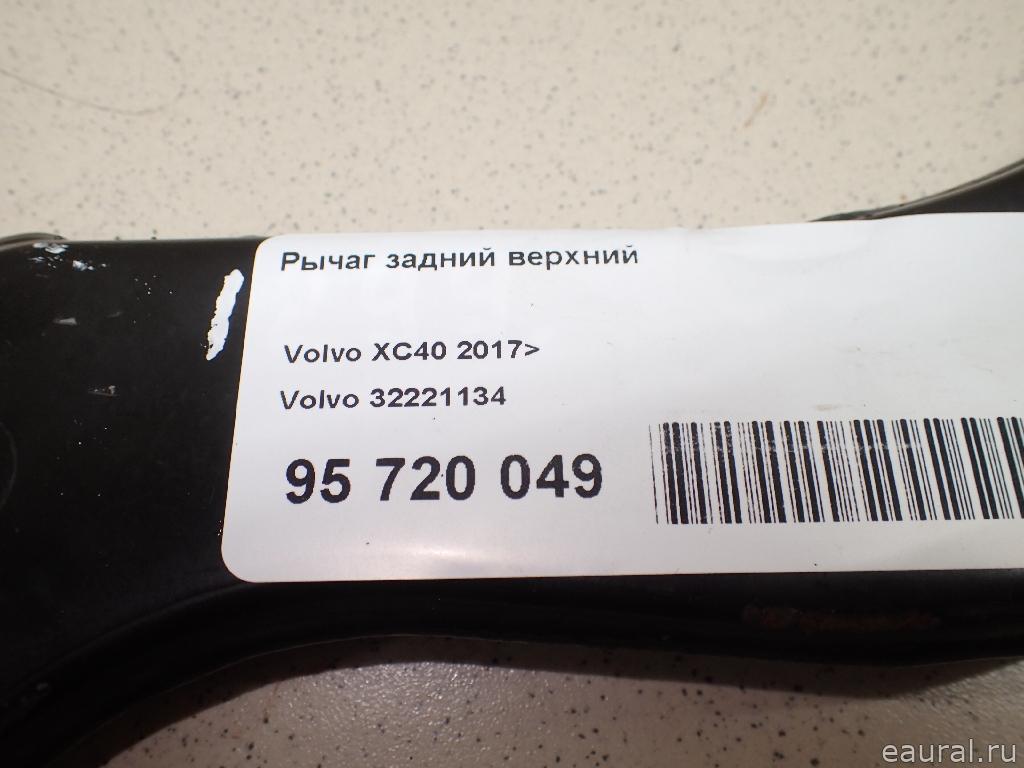 Рычаг задний верхний
Volvo XC40 2017>
Volvo 32221134
95 720 049
eaural.ru